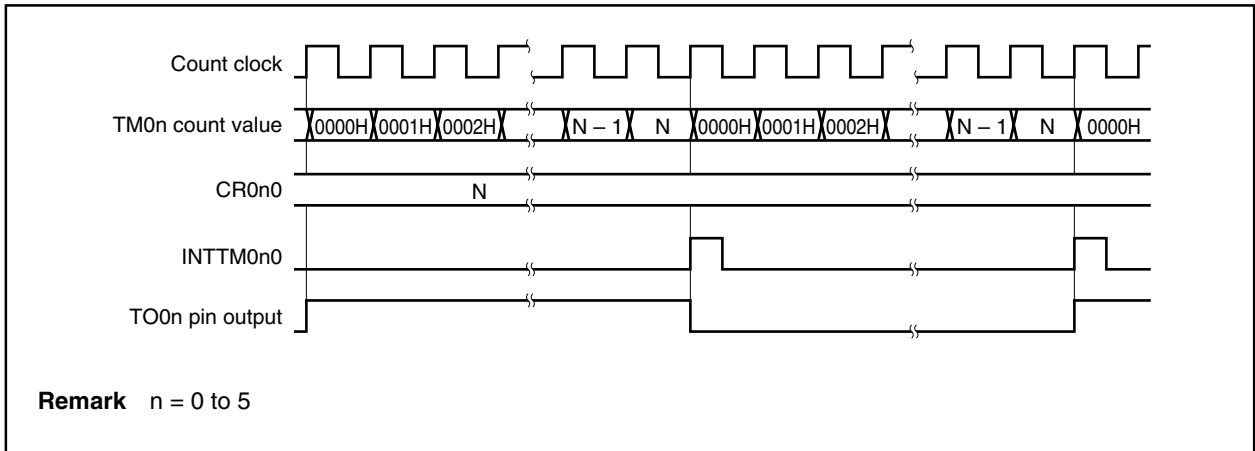 Count clock
TM0n count value 0000H 0001H 0002H N – 1 N 0000H 0001H 0002H N – 1 N 0000H
CR0n0 N
INTTM0n0
TO0n pin output
Remark n = 0 to 5